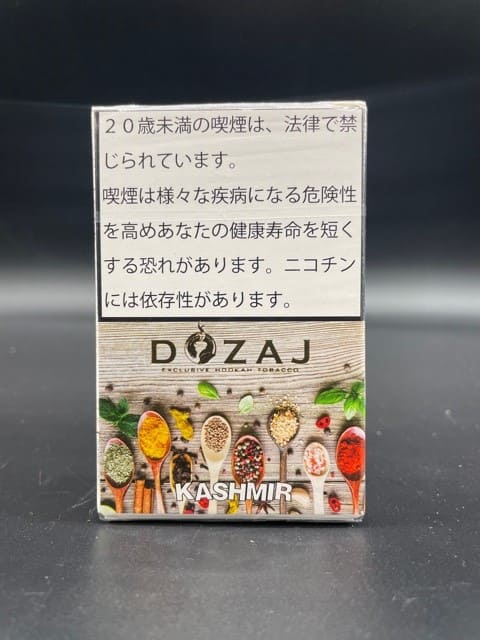 ２０歳未満の喫煙は、法律で禁
じられています。
喫煙は様々な疾病になる危険性
を高めあなたの健康寿命を短く
する恐れがあります。ニコチン
には依存性があります。
DOZAJ
EXCLUSIVE HOOKAH TOBACCO
KASHMIR